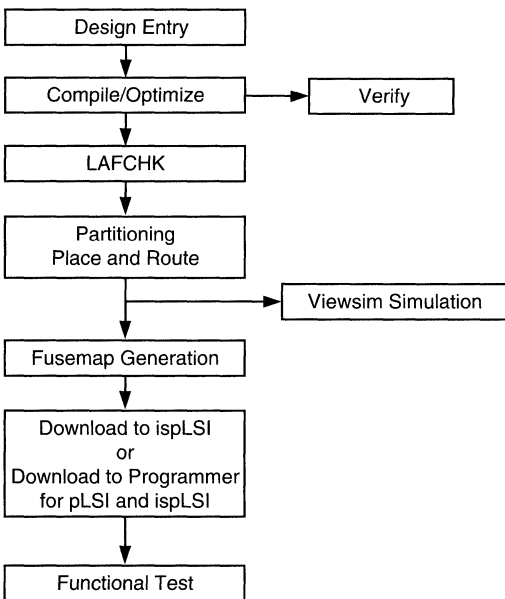 Design Entry
Compile/Optimize
Verify
LAFCHK
Partitioning
Place and Route
Viewsim Simulation
Fusemap Generation
Download to ispLSI
or
Download to Programmer
for pLSI and ispLSI
Functional Test